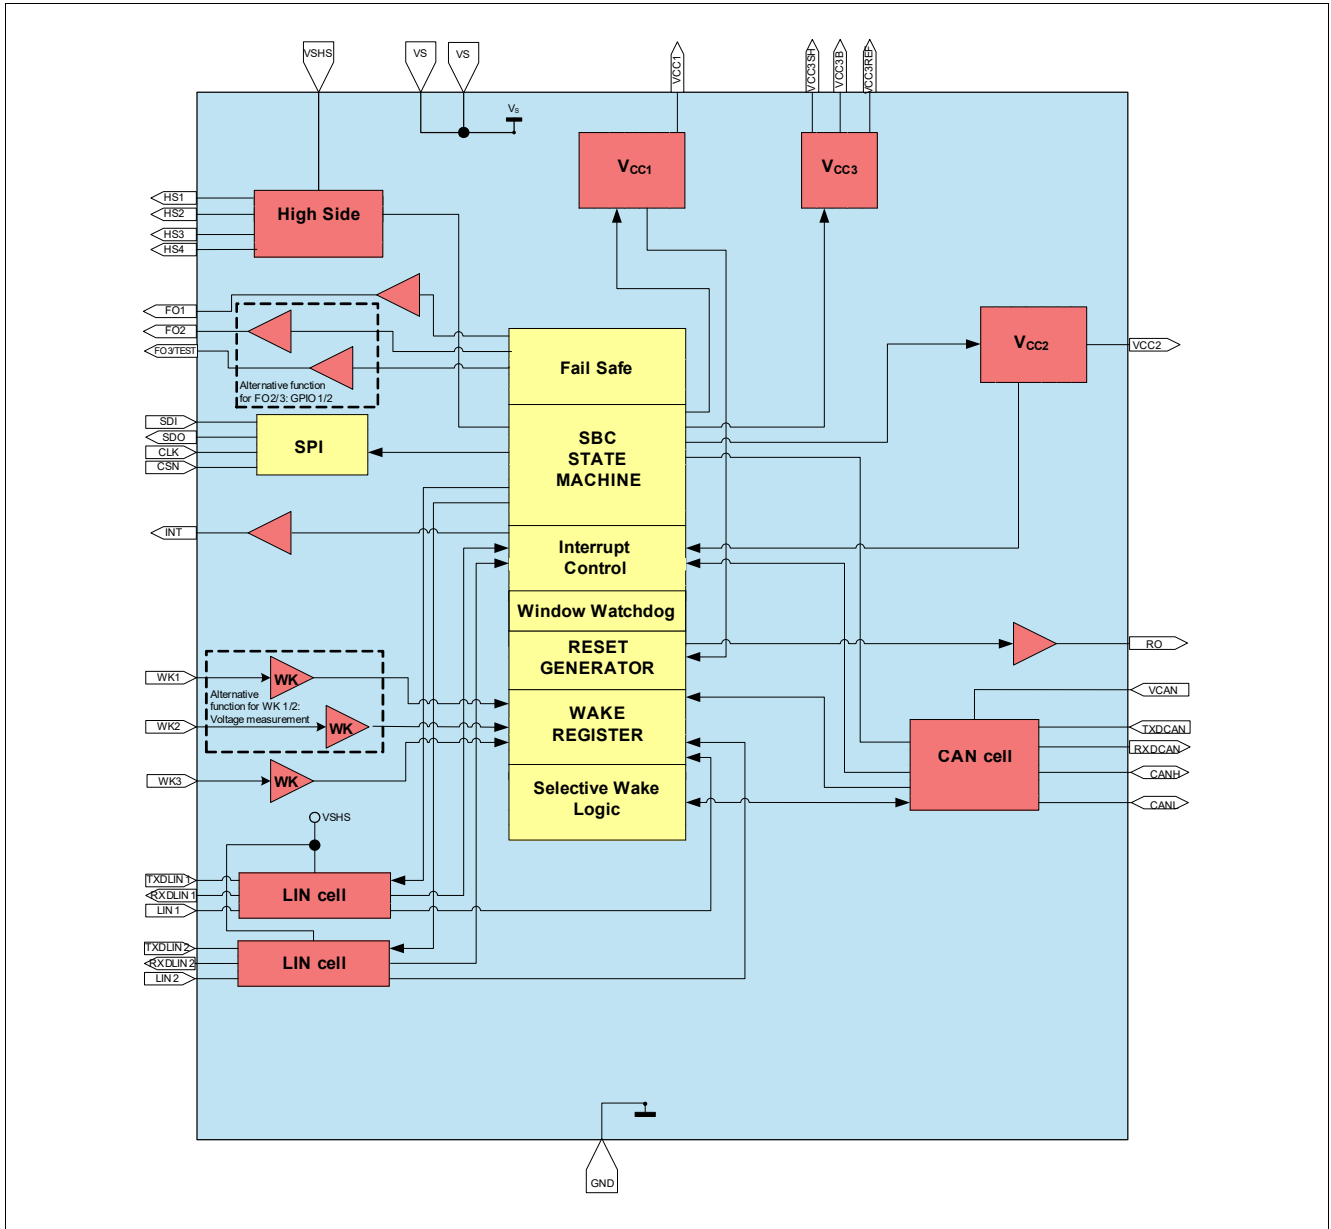 VSHS
VS
VS
VCC1
VCC3SH
VCC3B
VCC3REF
Vs
VCC1
VCC3
HS1
HS2
HS3
HS4
High Side
FO1
FO2
FO3/TEST
Alternative function
for FO2/3: GPIO1/2
Fail Safe
VCC2
VCC2
SDI
SDO
CLK
CSN
SPI
SBC
STATE
MACHINE
INT
Interrupt
Control
Window Watchdog
RESET
GENERATOR
RO
WK1
WK
Alternative
function for WK 1/2:
Voltage measurement
WK2
WK
WAKE
REGISTER
VCAN
TXDCAN
RXDCAN
CANH
CANL
CAN cell
WK3
WK
Selective Wake
Logic
VSHS
TXDLIN1
RXDLIN1
LIN1
LIN cell
TXDLIN2
RXDLIN2
LIN2
LIN cell
GND